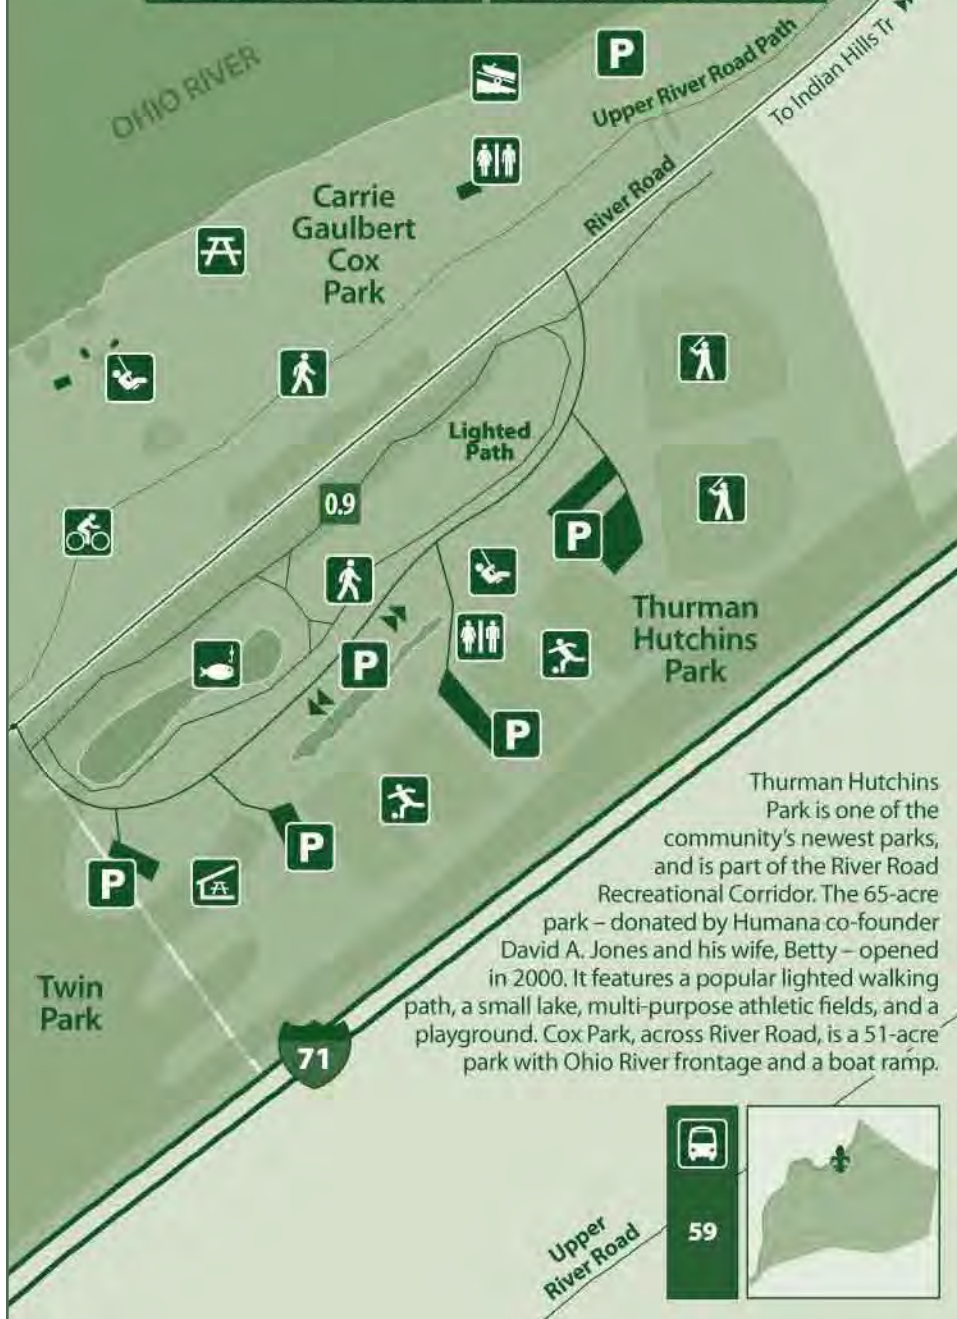 OHIO RIVER
P
Upper River Road Path
To Indian Hills Tr
River Road
Carrie
Gaulbert
Cox
Park
Lighted
Path
0.9
P
Thurman
Hutchins
Park
P
P
P
P
Twin
Park
Thurman Hutchins
Park is one of the
community's newest parks,
and is part of the River Road
Recreational Corridor. The 65-acre
park – donated by Humana co-founder
David A. Jones and his wife, Betty – opened
in 2000. It features a popular lighted walking
path, a small lake, multi-purpose athletic fields, and a
playground. Cox Park, across River Road, is a 51-acre
park with Ohio River frontage and a boat ramp.
71
59
Upper
River Road